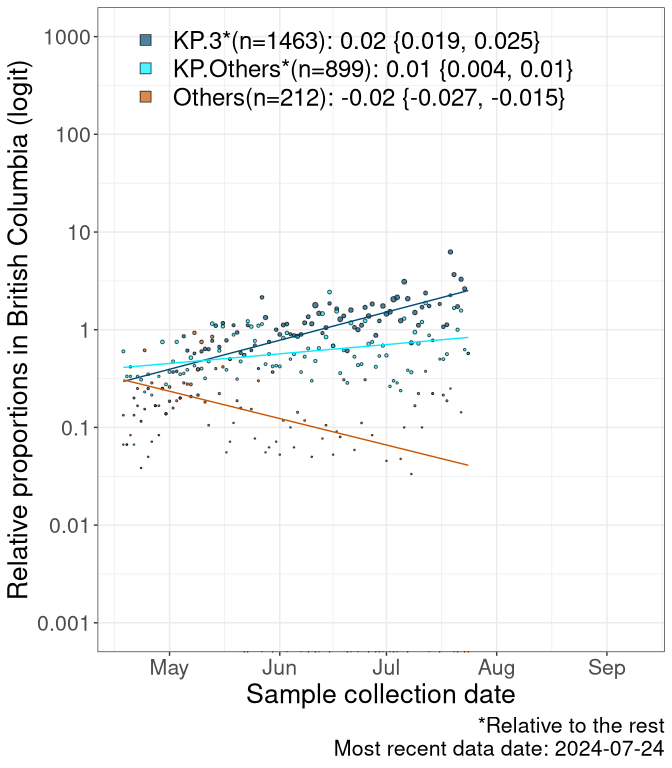 KP.3*(n=1463): 0.02 {0.019, 0.025}
KP.Others*(n=899): 0.01 {0.004, 0.01}
Others(n=212): -0.02 {-0.027, -0.015}
Relative proportions in British Columbia (logit)
1000
100
10
1
0.1
0.01
0.001
May Jun Jul Aug Sep
Sample collection date
*Relative to the rest
Most recent data date: 2024-07-24